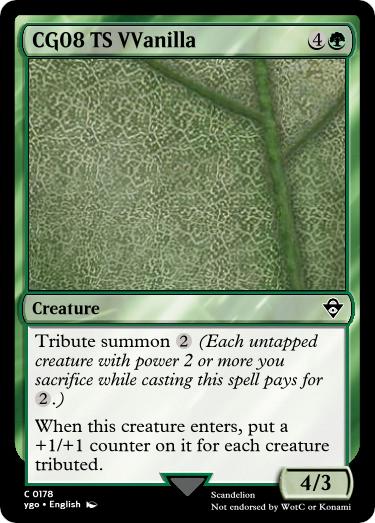 CG08 TS VVanilla 4
Creature
Tribute summon 2 (Each untapped
creature with power 2 or more you
sacrifice while casting this spell pays for
2.)
When this creature enters, put a
+1/+1 counter on it for each creature
tributed.
4/3
C 0178
ygo • English
Scandelion
Not endorsed by WotC or Konami